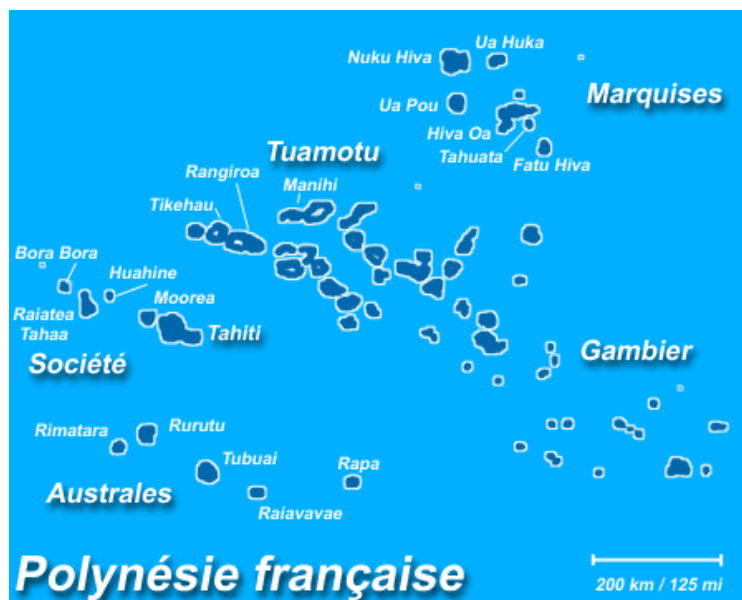 Ua Huka
Nuku Hiva
Marquises
Ua Pou
Hiva Oa
Tahuata
Fatu Hiva
Tuamotu
Rangiroa
Manihi
Tikehau
Bora Bora
Huahine
Moorea
Raiatea
Tahaa
Tahiti
Société
Gambier
Rimatara
Rurutu
Tubuai
Rapa
Australes
Raiavavae
Polynésie française
200 km / 125 mi